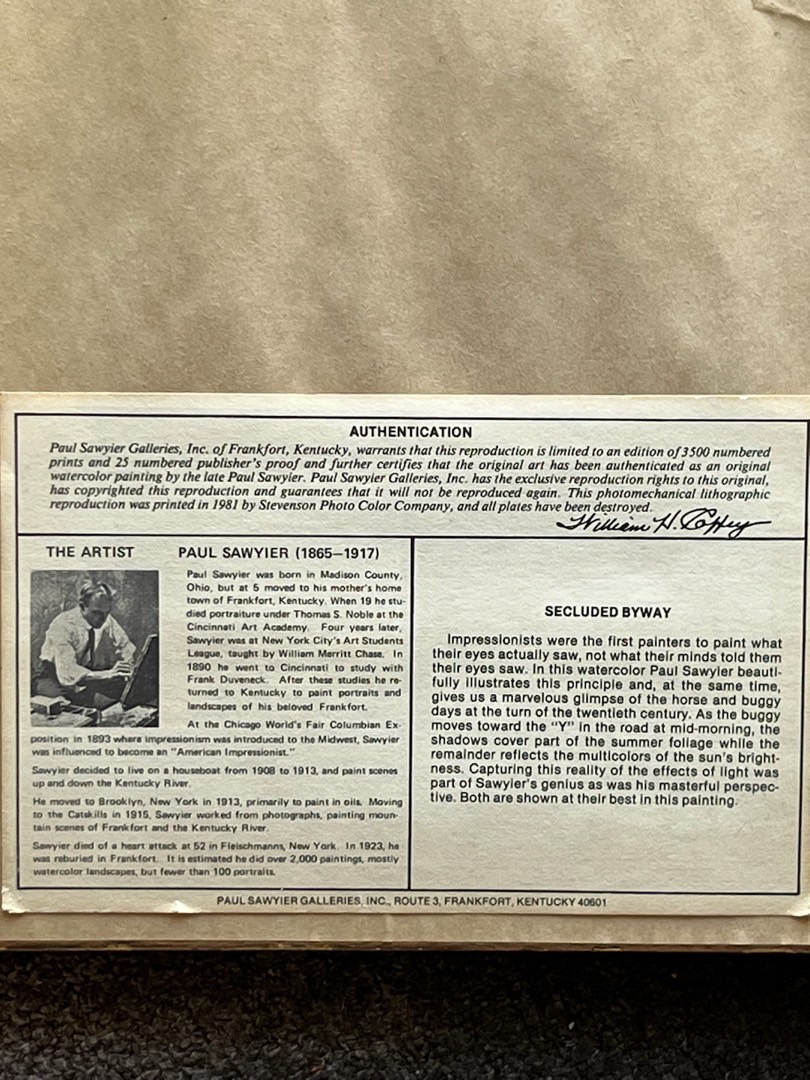 AUTHENTICATION
Paul Sawyier Galleries, Inc. of Frankfort, Kentucky, warrants that this reproduction is limited to an edition of 3500 numbered
prints and 25 numbered publisher's proof and further certifies that the original art has been authenticated as an original
watercolor painting by the late Paul Sawyier. Paul Sawyier Galleries, Inc. has the exclusive reproduction rights to this original,
has copyrighted this reproduction and guarantees that it will not be reproduced again. This photomechanical lithographic
reproduction was printed in 1981 by Stevenson Photo Color Company, and all plates have been destroyed.
William H. Coffey
THE ARTIST PAUL SAWYIER (1865–1917)
Paul Sawyier was born in Madison County,
Ohio, but at 5 moved to his mother's home
town of Frankfort, Kentucky. When 19 he stu-
died portraiture under Thomas S. Noble at the
Cincinnati Art Academy. Four years later,
Sawyier was at New York City's Art Students
League, taught by William Merritt Chase. In
1890 he went to Cincinnati to study with
Frank Duveneck. After these studies he re-
turned to Kentucky to paint portraits and
landscapes of his beloved Frankfort.
At the Chicago World's Fair Columbian Ex-
position in 1893 where impressionism was introduced to the Midwest, Sawyier
was influenced to become an "American Impressionist."
Sawyier decided to live on a houseboat from 1908 to 1913, and paint scenes
up and down the Kentucky River.
He moved to Brooklyn, New York in 1913, primarily to paint in oils. Moving
to the Catskills in 1915, Sawyier worked from photographs, painting moun-
tain scenes of Frankfort and the Kentucky River.
Sawyier died of a heart attack at 52 in Fleischmanns, New York. In 1923, he
was reburied in Frankfort. It is estimated he did over 2,000 paintings, mostly
watercolor landscapes, but fewer than 100 portraits.
SECLUDED BYWAY
Impressionists were the first painters to paint what
their eyes actually saw, not what their minds told them
their eyes saw. In this watercolor Paul Sawyier beauti-
fully illustrates this principle and, at the same time,
gives us a marvelous glimpse of the horse and buggy
days at the turn of the twentieth century. As the buggy
moves toward the "Y" in the road at mid-morning, the
shadows cover part of the summer foliage while the
remainder reflects the multicolors of the sun's bright-
ness. Capturing this reality of the effects of light was
part of Sawyier's genius as was his masterful perspec-
tive. Both are shown at their best in this painting.
PAUL SAWYIER GALLERIES, INC., ROUTE 3, FRANKFORT, KENTUCKY 40601